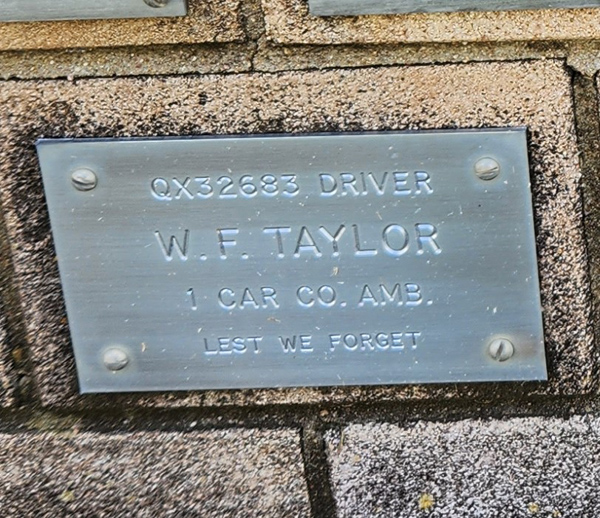 QX32683 DRIVER
W.F. TAYLOR
1 CAR CO. AMB.
LEST WE FORGET